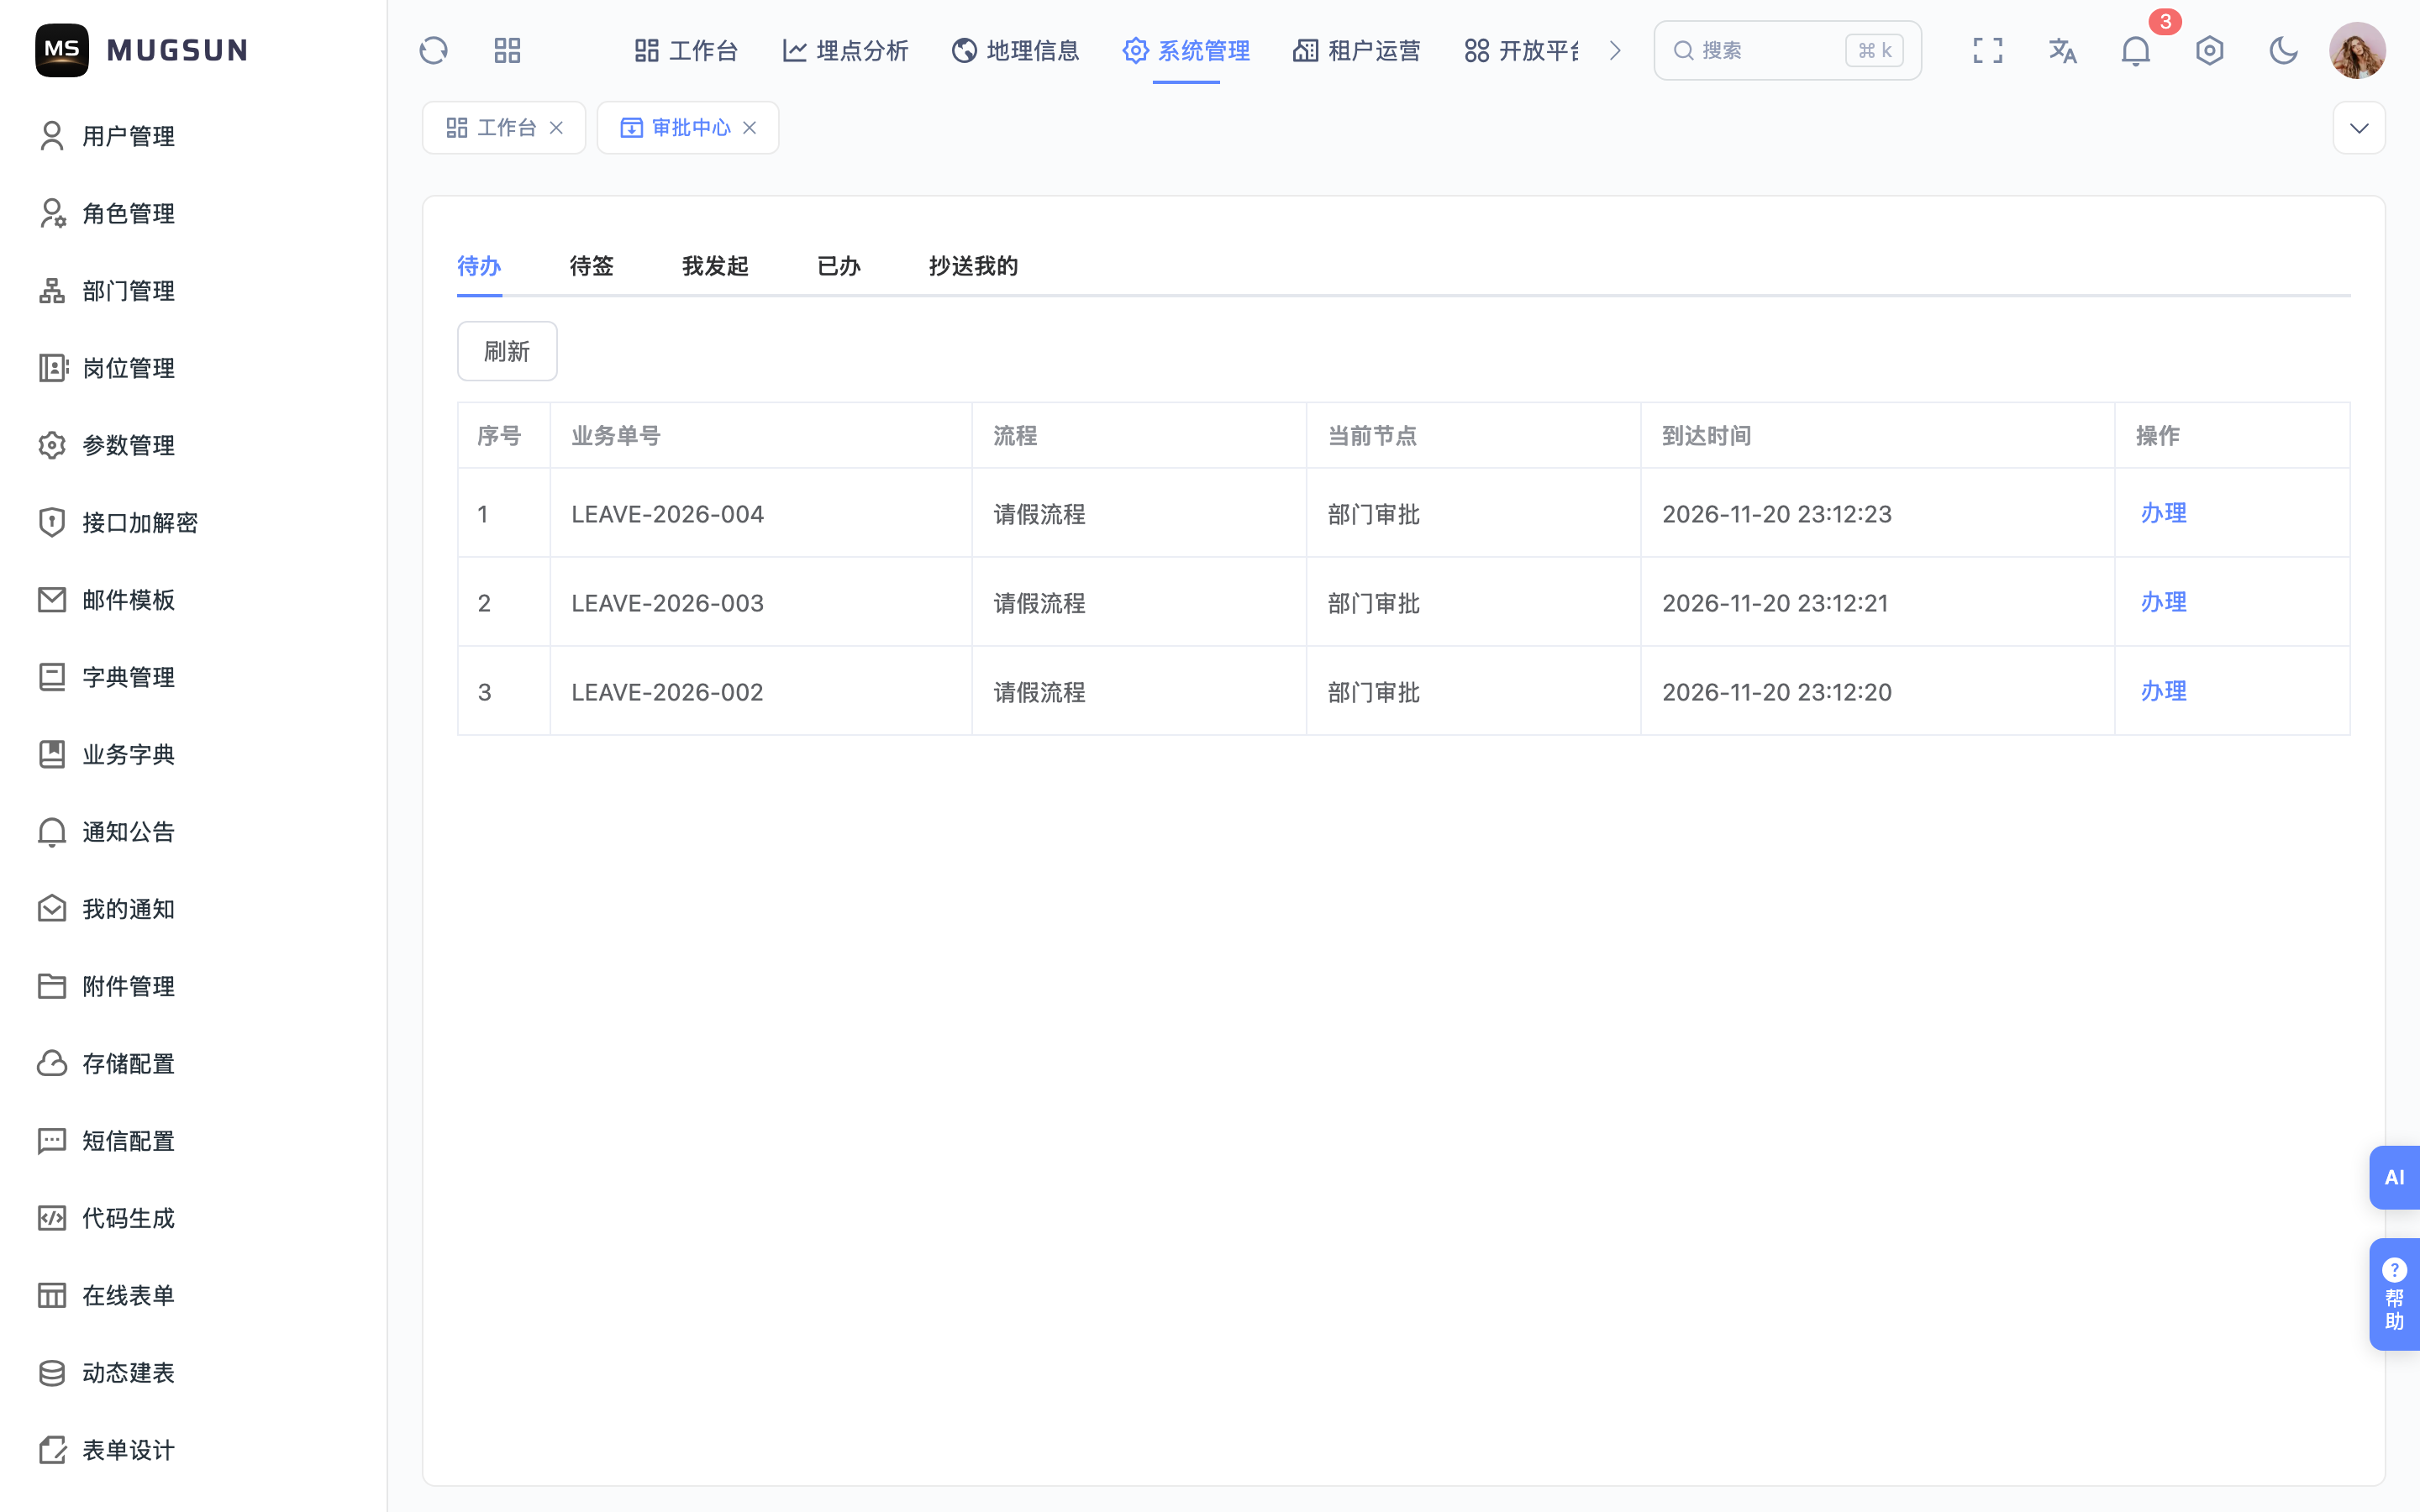 MS MUGSUN
工作台 埋点分析 地理信息 系统管理 租户运营 开放平台 搜索 ⌘ k 3
工作台 审批中心
用户管理
角色管理
部门管理
岗位管理
参数管理
接口加解密
邮件模板
字典管理
业务字典
通知公告
我的通知
附件管理
存储配置
短信配置
代码生成
在线表单
动态建表
表单设计
待办 待签 我发起 已办 抄送我的
刷新
序号 业务单号 流程 当前节点 到达时间 操作
1 LEAVE-2026-004 请假流程 部门审批 2026-11-20 23:12:23 办理
2 LEAVE-2026-003 请假流程 部门审批 2026-11-20 23:12:21 办理
3 LEAVE-2026-002 请假流程 部门审批 2026-11-20 23:12:20 办理
AI
?
帮
助